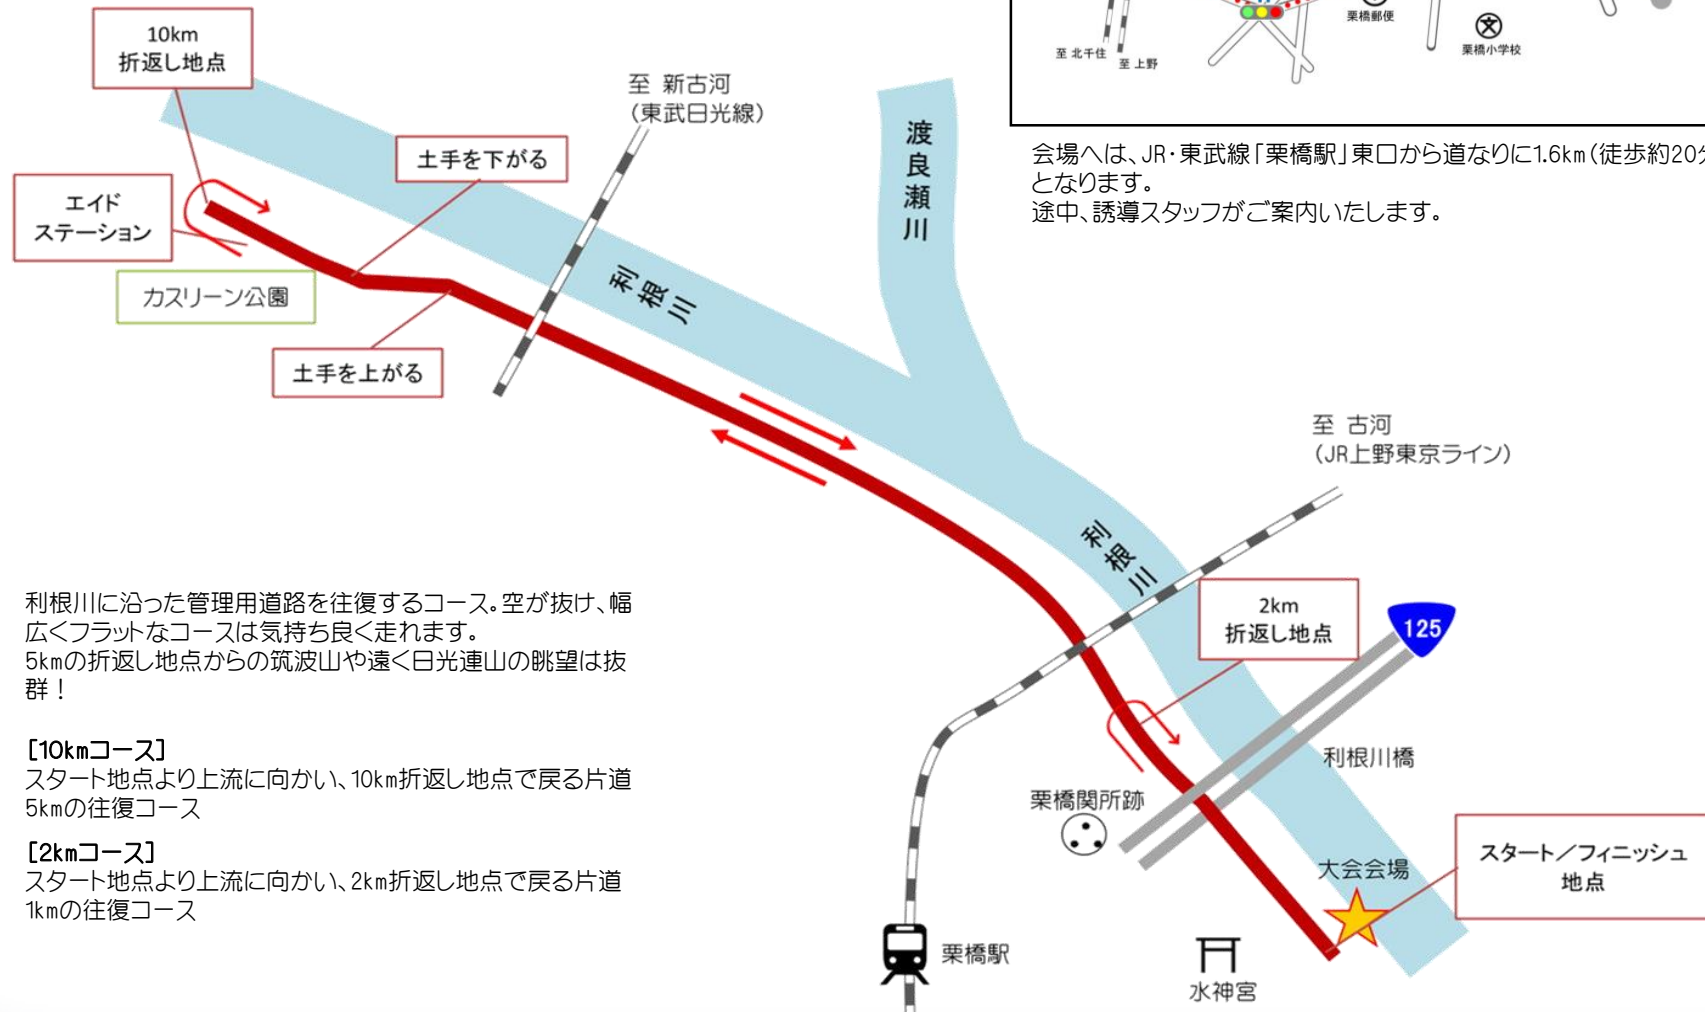 栗橋郵便
栗橋小学校
至 北千住
至 上野
会場へは、JR・東武線「栗橋駅」東口から道なりに1.6km(徒歩約20分
となります。
途中、誘導スタッフがご案内いたします。
10km
折返し地点
至 新古河
(東武日光線)
土手を下がる
渡良瀬川
エイド
ステーション
カスリーン公園
利根川
土手を上がる
至 古河
(JR上野東京ライン)
利根川
2km
折返し地点
125
利根川に沿った管理用道路を往復するコース。空が抜け、幅
広くフラットなコースは気持ち良く走れます。
5kmの折返し地点からの筑波山や遠く日光連山の眺望は抜
群！
[10kmコース]
スタート地点より上流に向かい、10km折返し地点で戻る片道
5kmの往復コース
[2kmコース]
スタート地点より上流に向かい、2km折返し地点で戻る片道
1kmの往復コース
利根川橋
栗橋関所跡
大会会場
スタート／フィニッシュ
地点
栗橋駅
水神宮